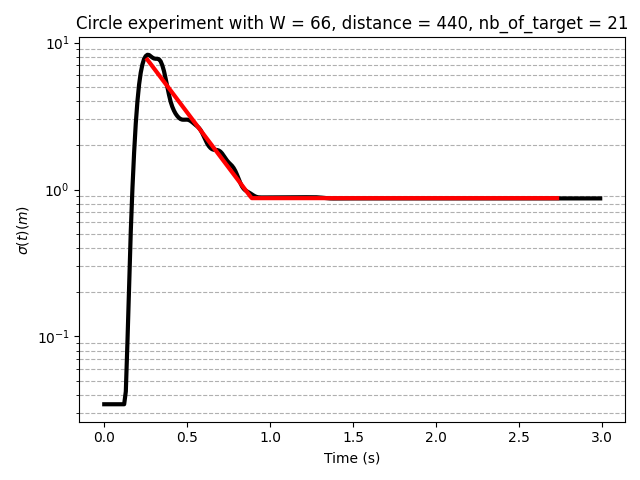 Circle experiment with W = 66, distance = 440, nb_of_target = 21
10¹
10⁰
10⁻¹
σ(t)(m)
0.0 0.5 1.0 1.5 2.0 2.5 3.0
Time (s)